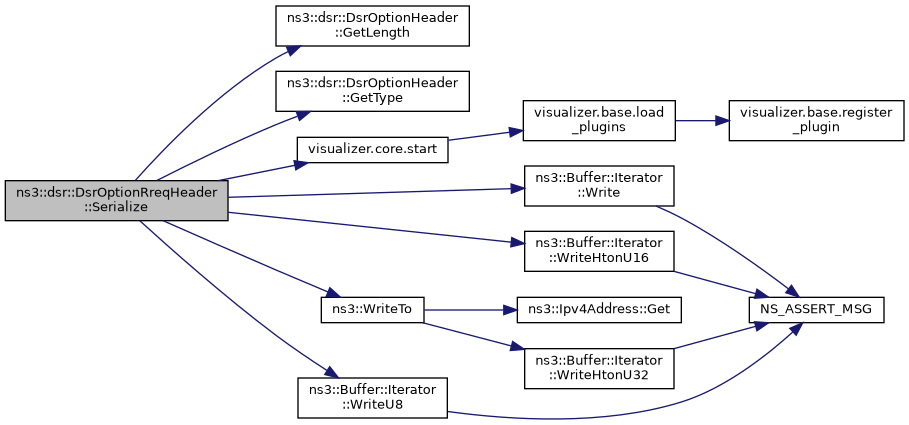 ns3::dsr::DsrOptionHeader
::GetLength
ns3::dsr::DsrOptionHeader
::GetType
visualizer.base.load
_plugins
visualizer.base.register
_plugin
visualizer.core.start
ns3::Buffer::Iterator
::Write
ns3::dsr::DsrOptionRreqHeader
::Serialize
ns3::Buffer::Iterator
::WriteHtonU16
ns3::WriteTo
ns3::Ipv4Address::Get
NS_ASSERT_MSG
ns3::Buffer::Iterator
::WriteHtonU32
ns3::Buffer::Iterator
::WriteU8